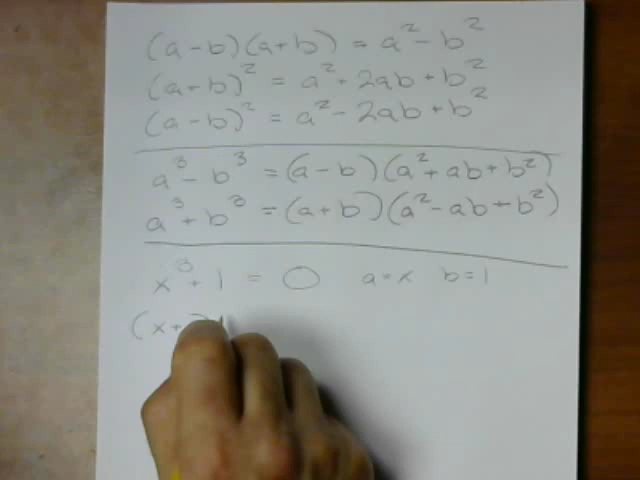 (a-b)(a+b) = a² - b²
(a+b)² = a² + 2ab + b²
(a-b)² = a² - 2ab + b²
a³ - b³ = (a-b)(a² + ab + b²)
a³ + b³ = (a+b)(a² - ab + b²)
x³ + 1 = 0 a=x b=1
(x+